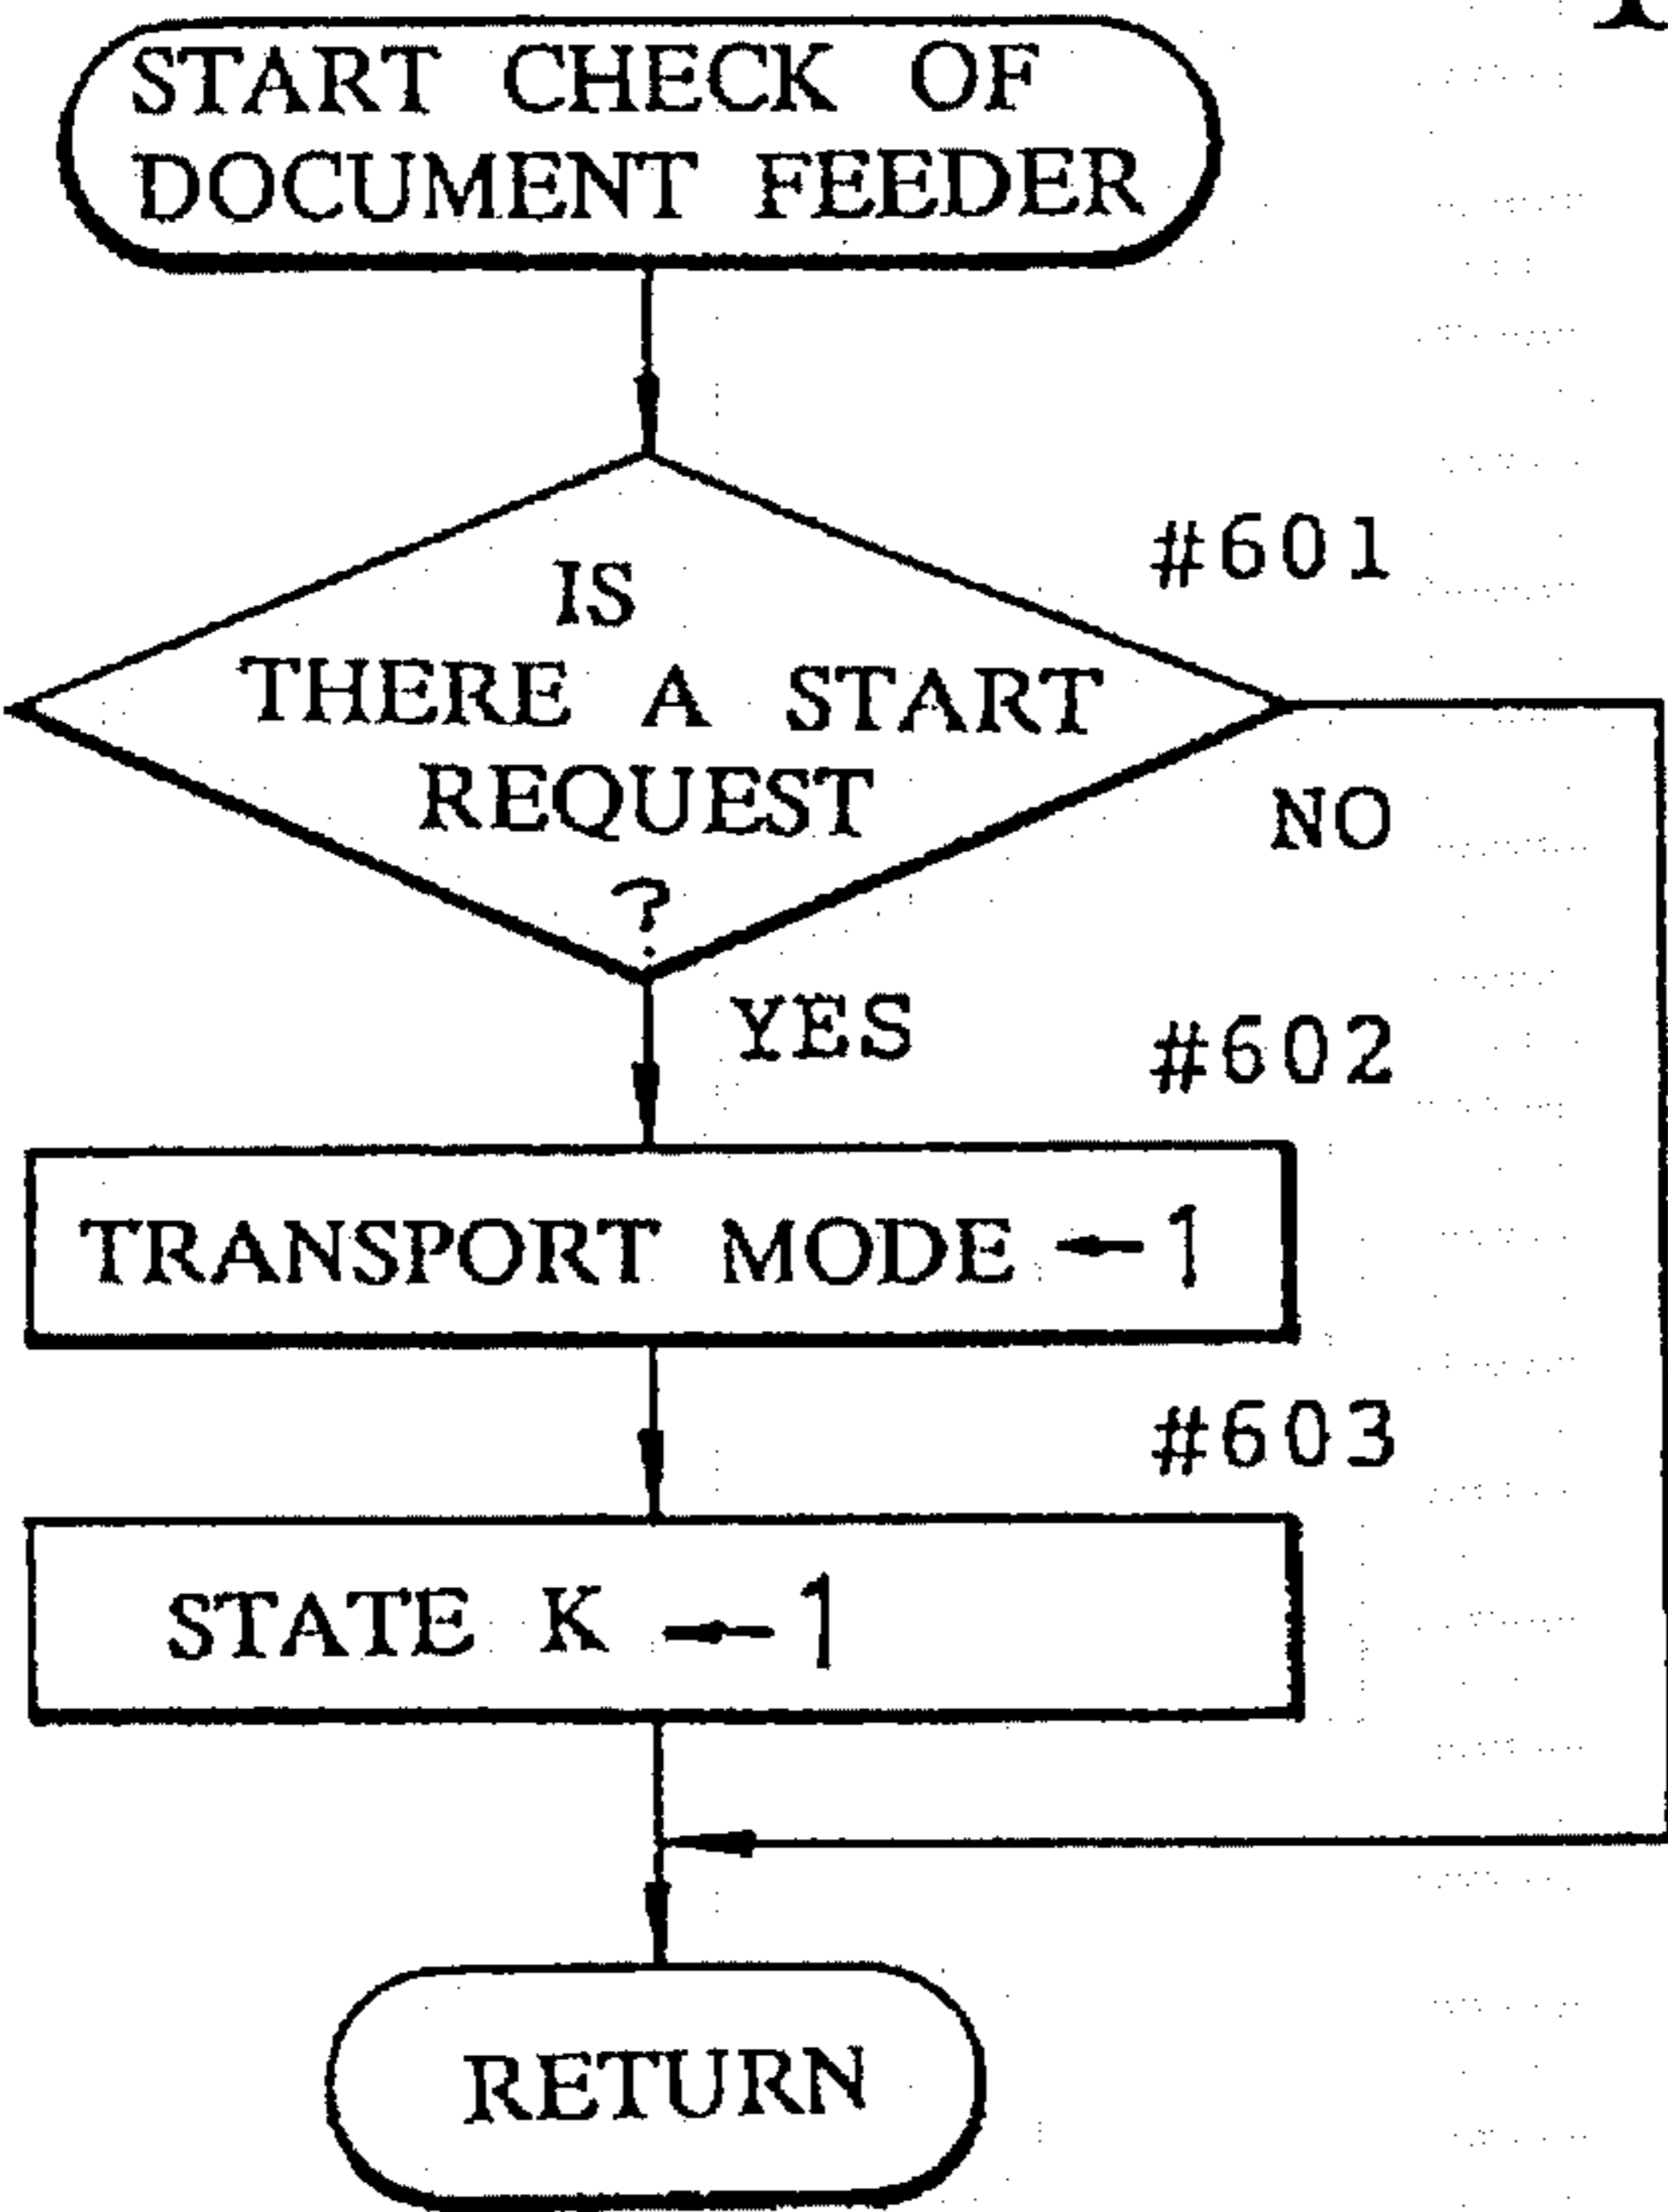 START CHECK OF
DOCUMENT FEEDER
#601
IS
THERE A START
REQUEST
?
NO
YES
#602
TRANSPORT MODE ← 1
#603
STATE K ← 1
RETURN